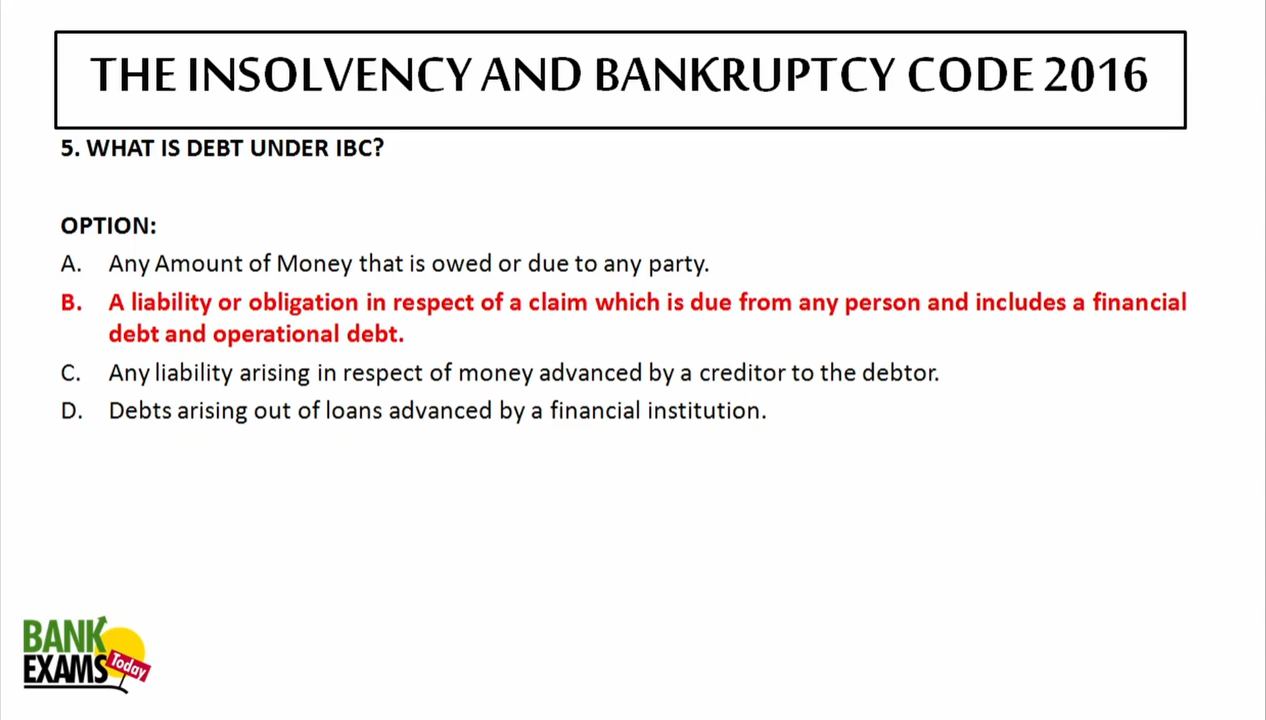 THE INSOLVENCY AND BANKRUPTCY CODE 2016
5. WHAT IS DEBT UNDER IBC?
OPTION:
A. Any Amount of Money that is owed or due to any party.
B. A liability or obligation in respect of a claim which is due from any person and includes a financial
debt and operational debt.
C. Any liability arising in respect of money advanced by a creditor to the debtor.
D. Debts arising out of loans advanced by a financial institution.
BANK
EXAMS
Today